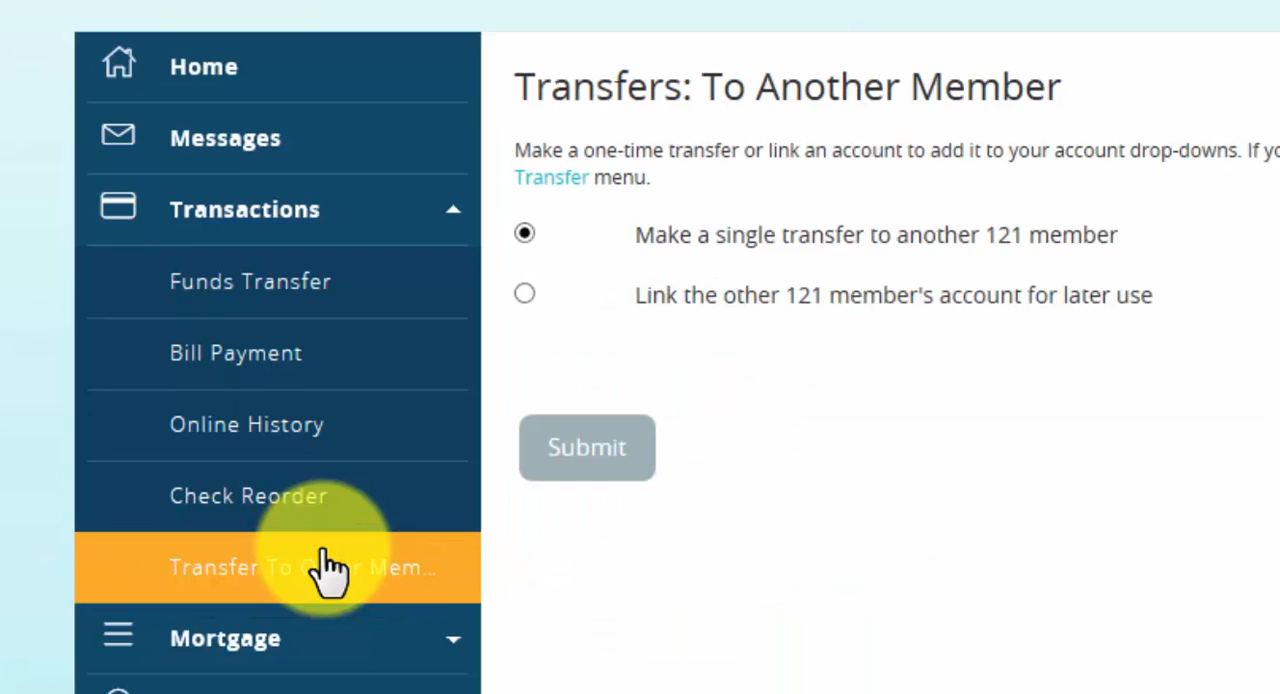 Home
Messages
Transactions
Funds Transfer
Bill Payment
Online History
Check Reorder
Transfer To Mem...
Mortgage
Transfers: To Another Member
Make a one-time transfer or link an account to add it to your account drop-downs. If
Transfer menu.
Make a single transfer to another 121 member
Link the other 121 member's account for later use
Submit